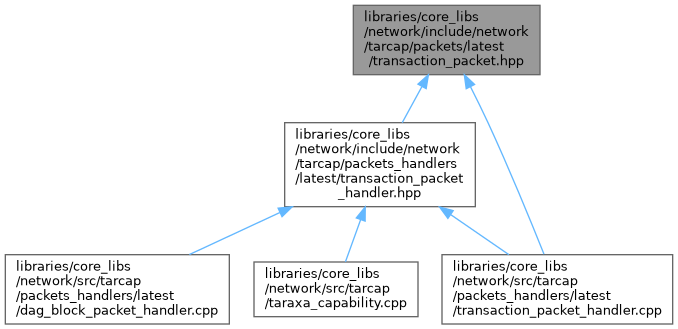 libraries/core_libs
/network/include/network
/tarcap/packets/latest
/transaction_packet.hpp
libraries/core_libs
/network/include/network
/tarcap/packets_handlers
/latest/transaction_packet
_handler.hpp
libraries/core_libs
/network/src/tarcap
/packets_handlers/latest
/dag_block_packet_handler.cpp
libraries/core_libs
/network/src/tarcap
/taraxa_capability.cpp
libraries/core_libs
/network/src/tarcap
/packets_handlers/latest
/transaction_packet_handler.cpp